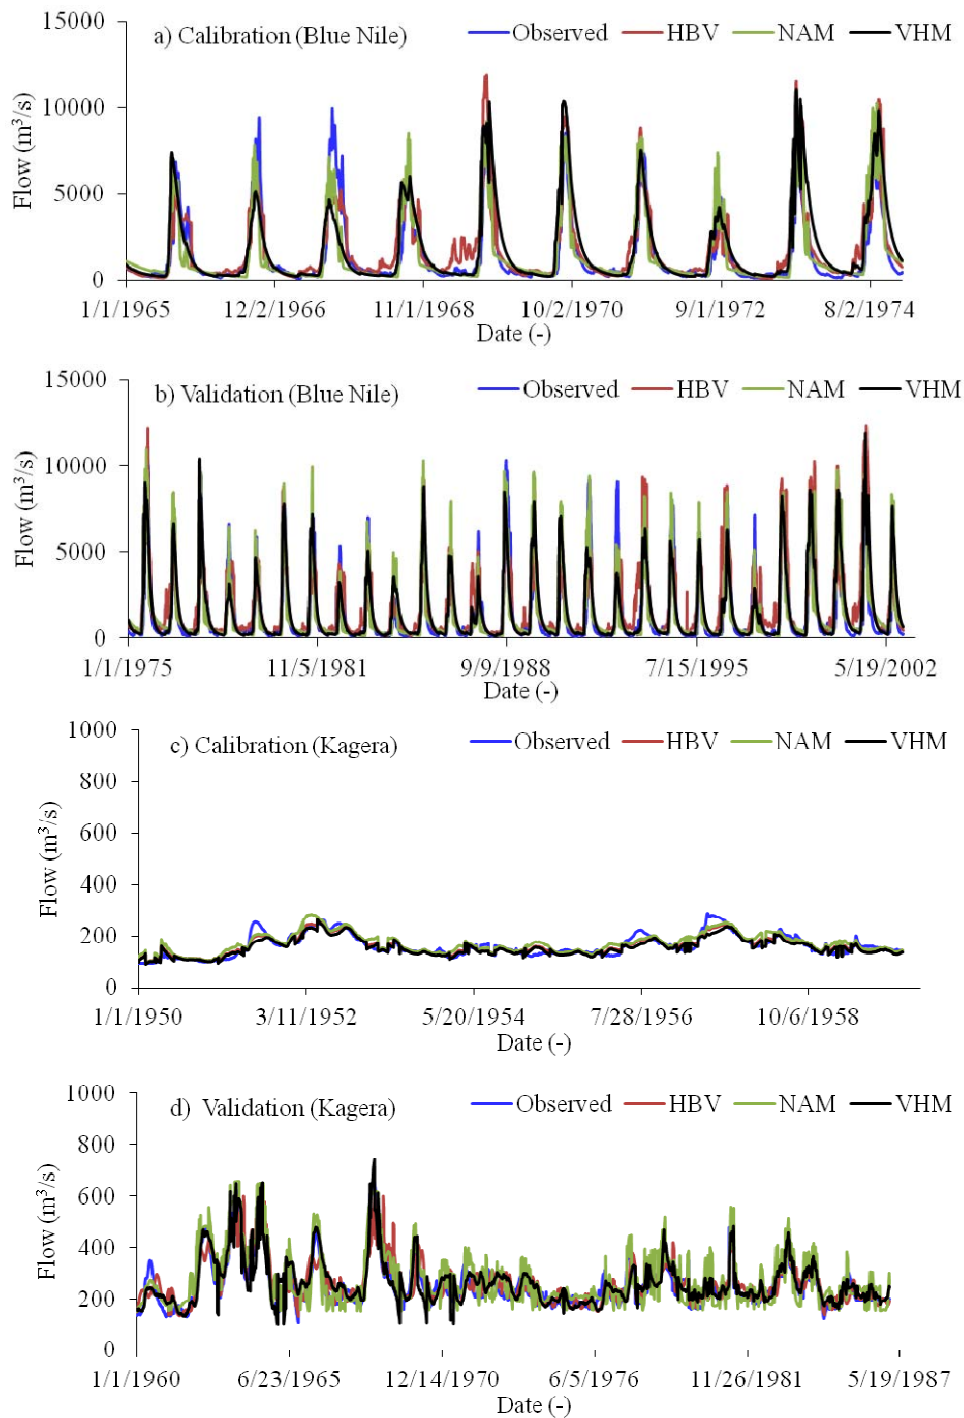 15000
a) Calibration (Blue Nile)
Observed HBV NAM VHM
10000
5000
0
Flow (m³/s)
1/1/1965 12/2/1966 11/1/1968 10/2/1970 9/1/1972 8/2/1974
Date (-)
15000
b) Validation (Blue Nile)
Observed HBV NAM VHM
10000
5000
0
Flow (m³/s)
1/1/1975 11/5/1981 9/9/1988 7/15/1995 5/19/2002
Date (-)
1000
c) Calibration (Kagera)
Observed HBV NAM VHM
800
600
400
200
0
Flow (m³/s)
1/1/1950 3/11/1952 5/20/1954 7/28/1956 10/6/1958
Date (-)
1000
d) Validation (Kagera)
Observed HBV NAM VHM
800
600
400
200
0
Flow (m³/s)
1/1/1960 6/23/1965 12/14/1970 6/5/1976 11/26/1981 5/19/1987
Date (-)